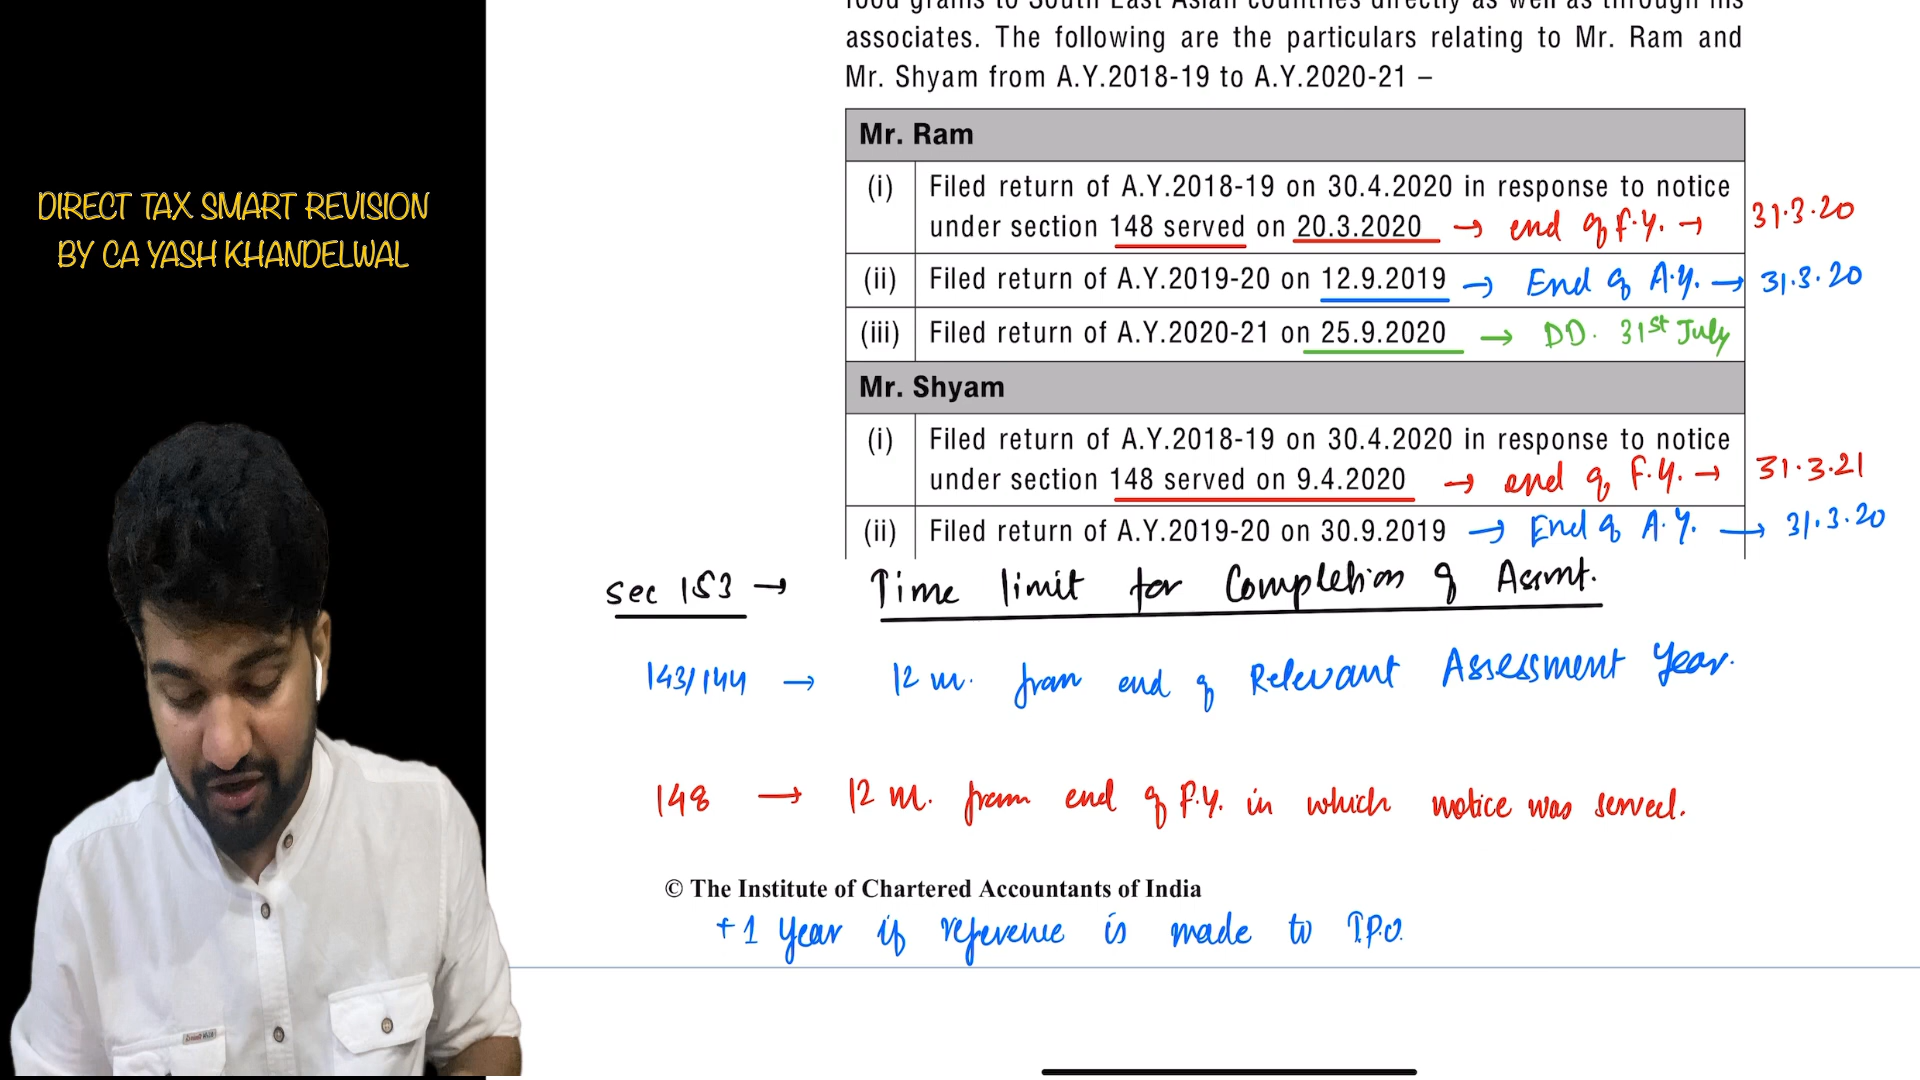 DIRECT TAX SMART REVISION
BY CA YASH KHANDELWAL
associates. The following are the particulars relating to Mr. Ram and
Mr. Shyam from A.Y.2018-19 to A.Y.2020-21 –
Mr. Ram
(i) Filed return of A.Y.2018-19 on 30.4.2020 in response to notice
under section 148 served on 20.3.2020 → end of F.Y. → 31.3.20
(ii) Filed return of A.Y.2019-20 on 12.9.2019 → End of A.Y. → 31.3.20
(iii) Filed return of A.Y.2020-21 on 25.9.2020 → DD. 31st July
Mr. Shyam
(i) Filed return of A.Y.2018-19 on 30.4.2020 in response to notice
under section 148 served on 9.4.2020 → end of F.Y. → 31.3.21
(ii) Filed return of A.Y.2019-20 on 30.9.2019 → End of A.Y. → 31.3.20
sec 153 → Time limit for Completion of Assmt.
143/144 → 12 m. from end of Relevant Assessment Year.
148 → 12 m. from end of F.Y. in which notice was served.
© The Institute of Chartered Accountants of India
+1 Year if reference is made to T.P.O.